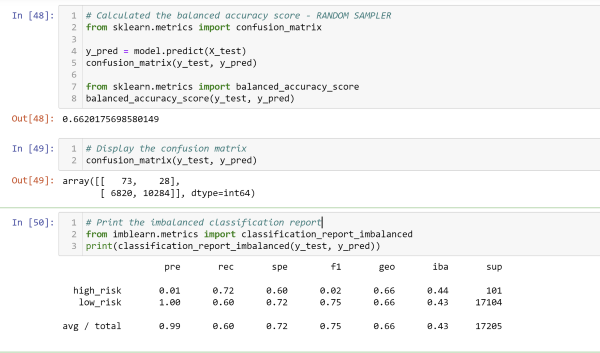 In [48]:
1 # Calculated the balanced accuracy score - RANDOM SAMPLER
2 from sklearn.metrics import confusion_matrix
3
4 y_pred = model.predict(X_test)
5 confusion_matrix(y_test, y_pred)
6
7 from sklearn.metrics import balanced_accuracy_score
8 balanced_accuracy_score(y_test, y_pred)
Out[48]: 0.6620175698580149
In [49]:
1 # Display the confusion matrix
2 confusion_matrix(y_test, y_pred)
Out[49]: array([[   73,    28],
       [ 6820, 10284]], dtype=int64)
In [50]:
1 # Print the imbalanced classification report
2 from imblearn.metrics import classification_report_imbalanced
3 print(classification_report_imbalanced(y_test, y_pred))
pre rec spe f1 geo iba sup
high_risk 0.01 0.72 0.60 0.02 0.66 0.44 101
low_risk 1.00 0.60 0.72 0.75 0.66 0.43 17104
avg / total 0.99 0.60 0.72 0.75 0.66 0.43 17205